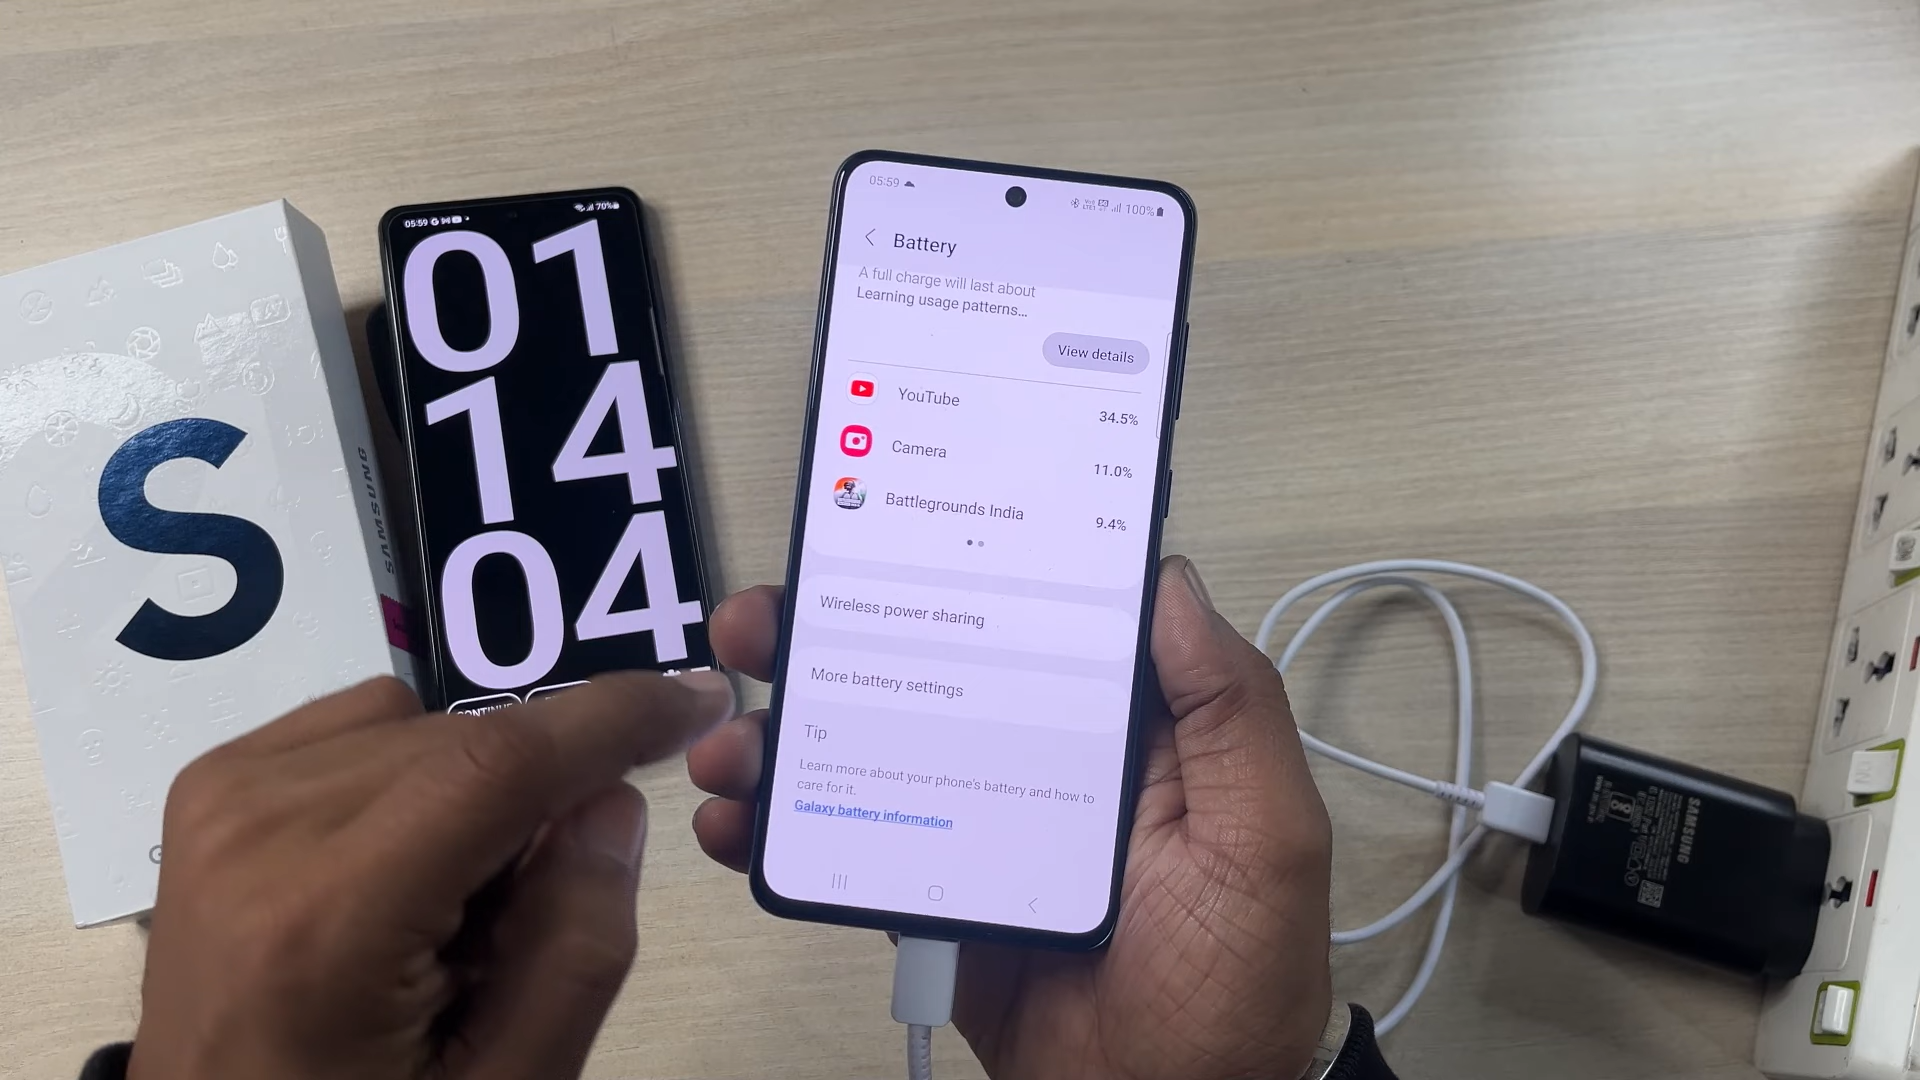 S
SAMSUNG
05:59
70%
01
14
04
CONTINUE
05:59
100%
Battery
A full charge will last about
Learning usage patterns...
View details
YouTube
34.5%
Camera
11.0%
Battlegrounds India
9.4%
Wireless power sharing
More battery settings
Tip
Learn more about your phone's battery and how to
care for it.
Galaxy battery information
SAMSUNG